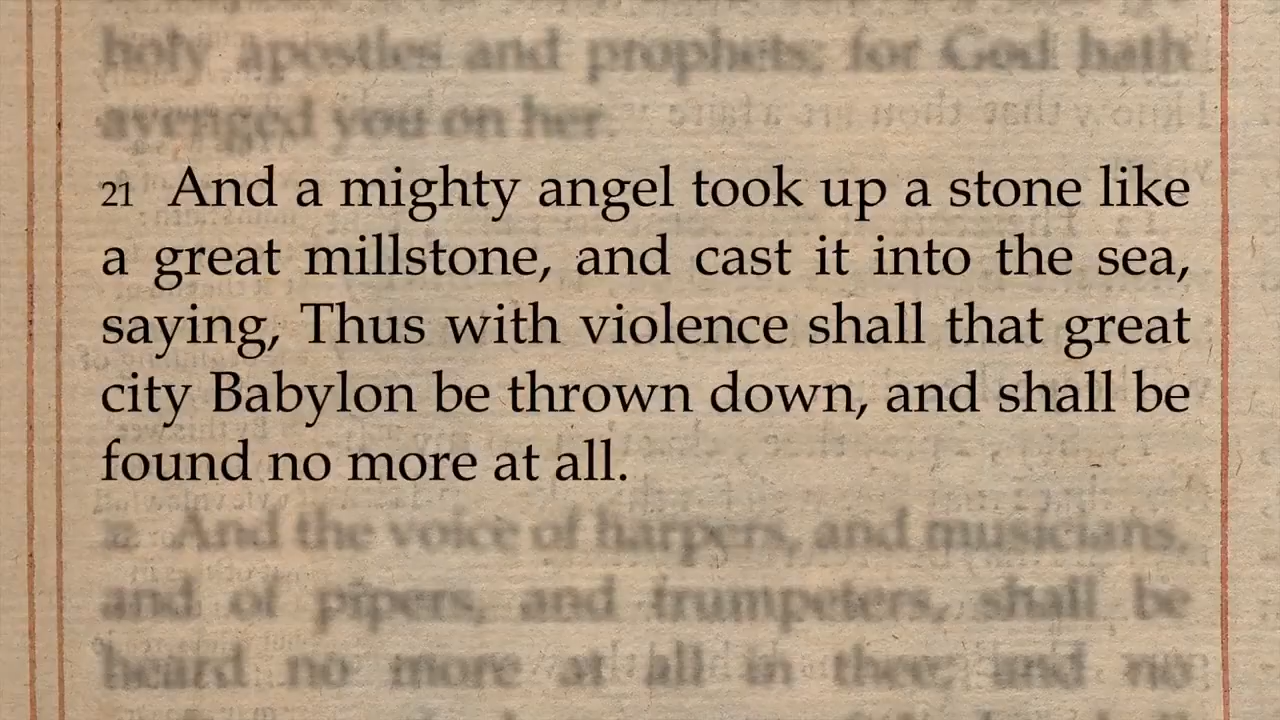 holy apostles and prophets; for God hath
avenged you on her.
21 And a mighty angel took up a stone like
a great millstone, and cast it into the sea,
saying, Thus with violence shall that great
city Babylon be thrown down, and shall be
found no more at all.
22 And the voice of harpers, and musicians,
and of pipers, and trumpeters, shall be
heard no more at all in thee; and no